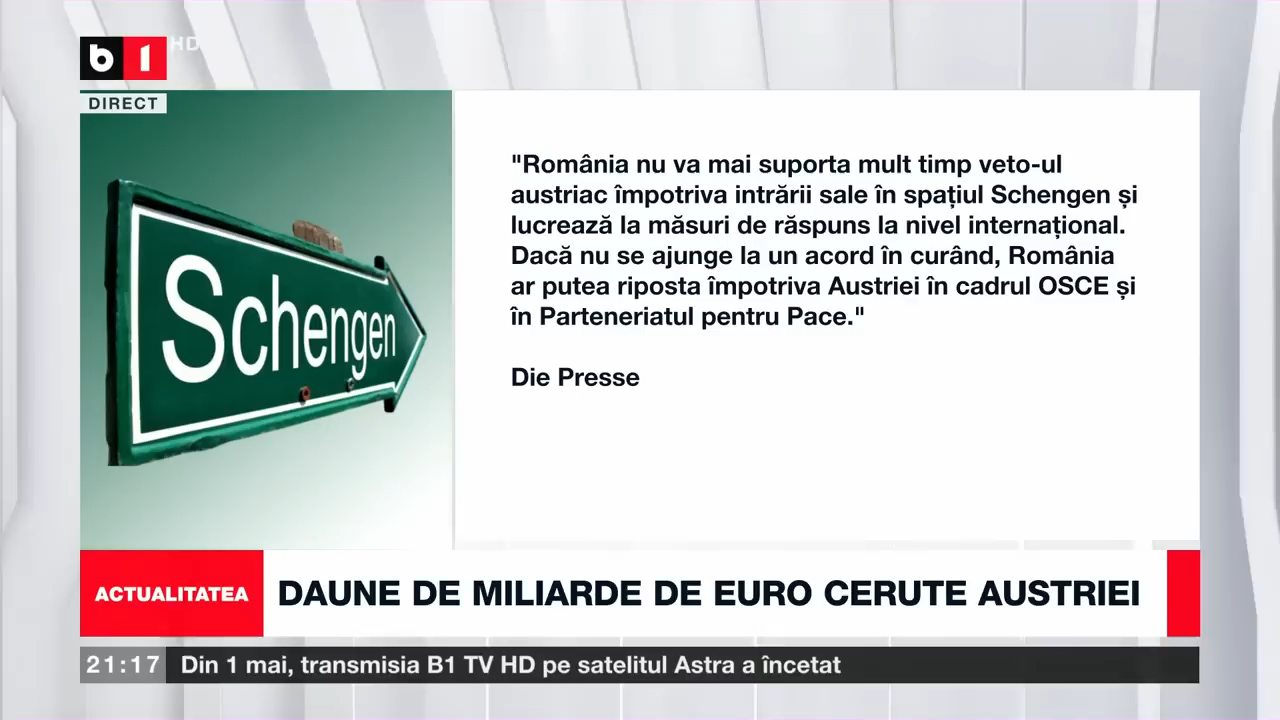 b1 HD
DIRECT
Schengen
"România nu va mai suporta mult timp veto-ul
austriac împotriva intrării sale în spațiul Schengen și
lucrează la măsuri de răspuns la nivel internațional.
Dacă nu se ajunge la un acord în curând, România
ar putea riposta împotriva Austriei în cadrul OSCE și
în Parteneriatul pentru Pace."
Die Presse
ACTUALITATEA
DAUNE DE MILIARDE DE EURO CERUTE AUSTRIEI
21:17
Din 1 mai, transmisia B1 TV HD pe satelitul Astra a încetat